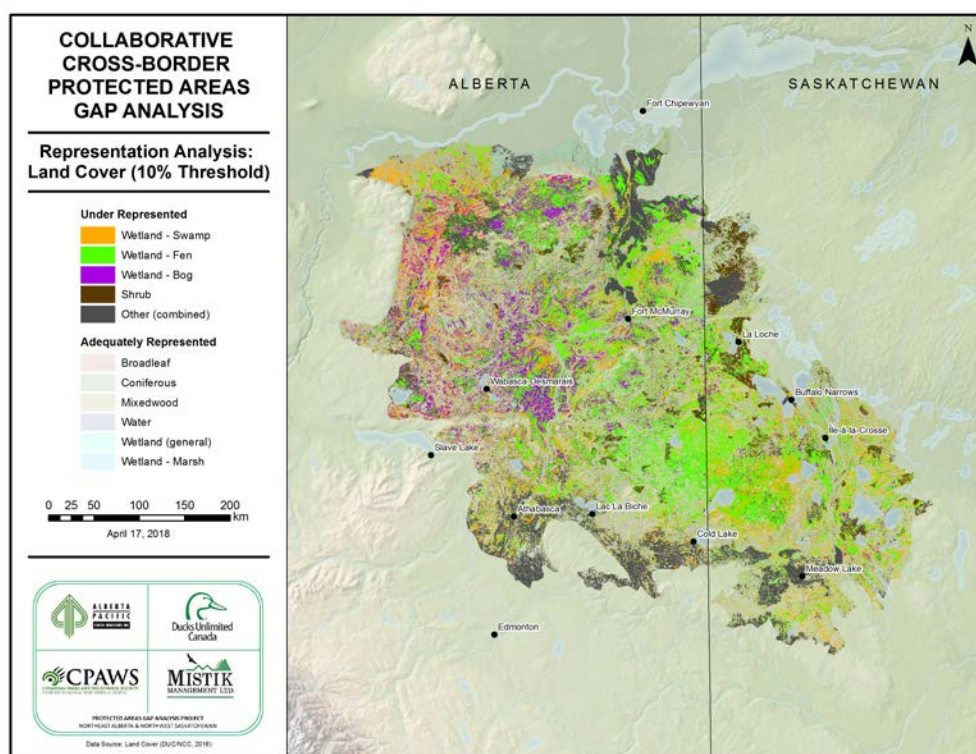 COLLABORATIVE
CROSS-BORDER
PROTECTED AREAS
GAP ANALYSIS
Representation Analysis:
Land Cover (10% Threshold)
Under Represented
Wetland - Swamp
Wetland - Fen
Wetland - Bog
Shrub
Other (combined)
Adequately Represented
Broadleaf
Coniferous
Mixedwood
Water
Wetland (general)
Wetland - Marsh
0 25 50 100 150 200
km
April 17, 2018
ALBERTA
PACIFIC
Ducks Unlimited
Canada
CPAWS
MISTIK
MANAGEMENT LTD
PROTECTED AREAS GAP ANALYSIS PROJECT
NORTHEAST ALBERTA & NORTHWEST SASKATCHEWAN
Data Source: Land Cover (DUC/NCC, 2016)
N
ALBERTA
SASKATCHEWAN
Fort Chipewyan
Fort McMurray
La Loche
Wabasca-Desmarais
Buffalo Narrows
Île-à-la-Crosse
Slave Lake
Athabasca
Lac La Biche
Cold Lake
Meadow Lake
Edmonton